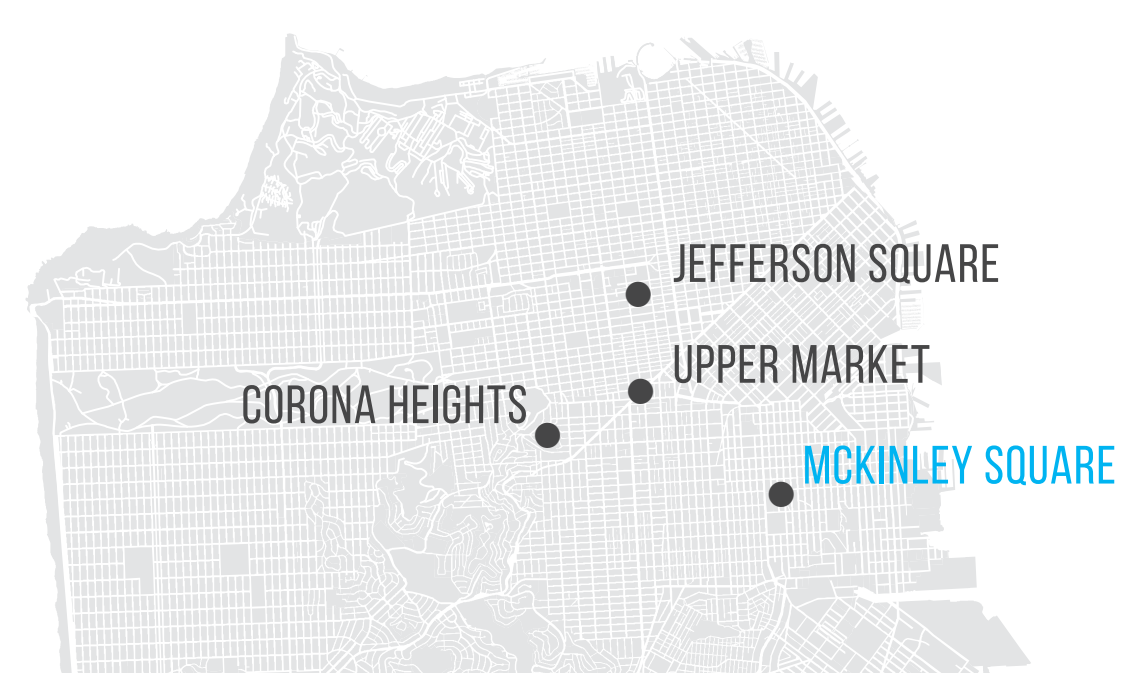 JEFFERSON SQUARE
UPPER MARKET
CORONA HEIGHTS
MCKINLEY SQUARE